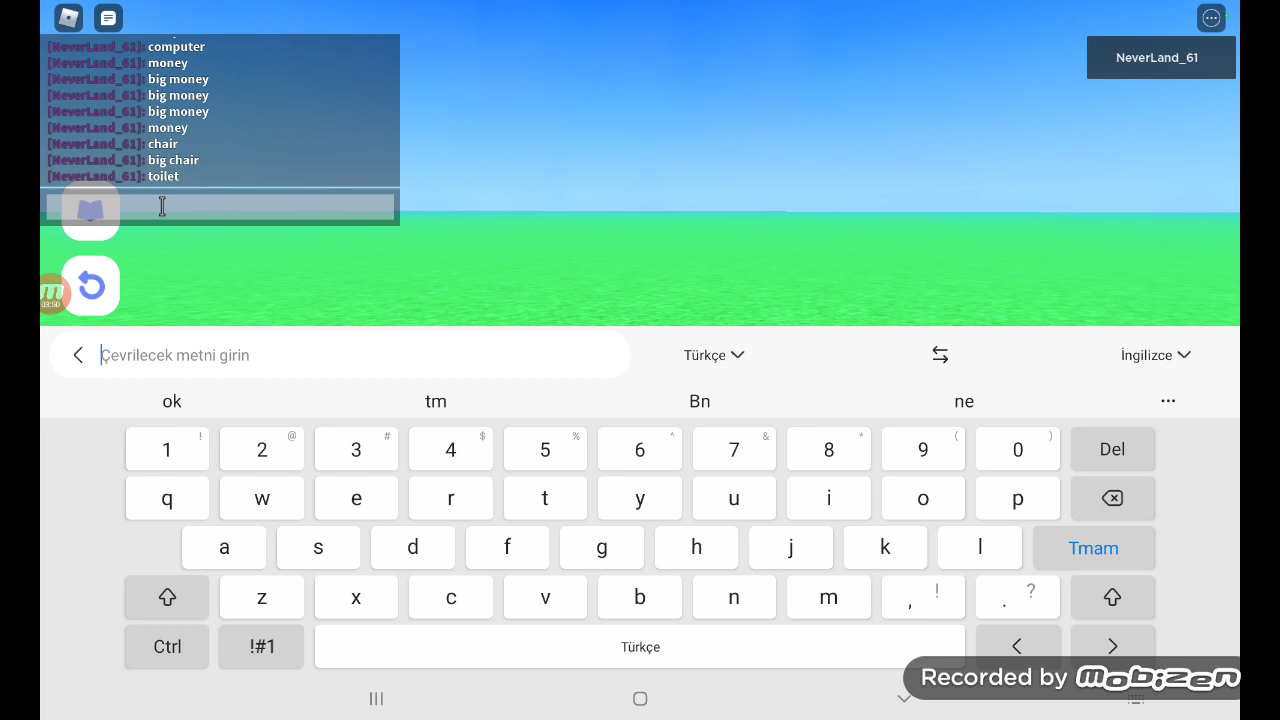 [NeverLand_61]: computer
[NeverLand_61]: money
[NeverLand_61]: big money
[NeverLand_61]: big money
[NeverLand_61]: big money
[NeverLand_61]: money
[NeverLand_61]: chair
[NeverLand_61]: big chair
[NeverLand_61]: toilet
NeverLand_61
03:50
Çevrilecek metni girin
Türkçe
İngilizce
ok tm Bn ne
1 ! 2 @ 3 # 4 $ 5 % 6 ^ 7 & 8 * 9 ( 0 ) Del
q w e r t y u i o p
a s d f g h j k l Tmam
z x c v b n m , ! . ?
Ctrl !#1 Türkçe < >
Recorded by mobizen